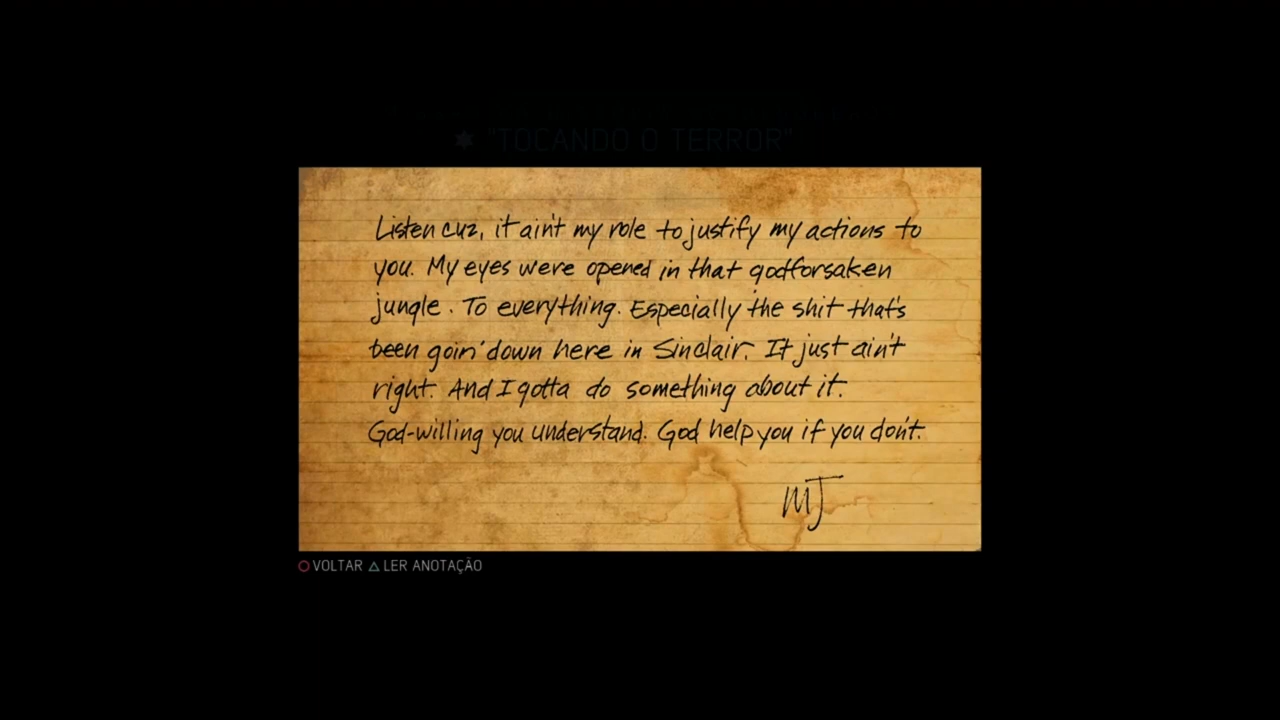 "TOCANDO O TERROR"
Listen cuz, it ain't my role to justify my actions to
you. My eyes were opened in that godforsaken
jungle. To everything. Especially the shit that's
been goin' down here in Sinclair. It just ain't
right. And I gotta do something about it.
God-willing you understand. God help you if you don't.
MJ
VOLTAR LER ANOTAÇÃO